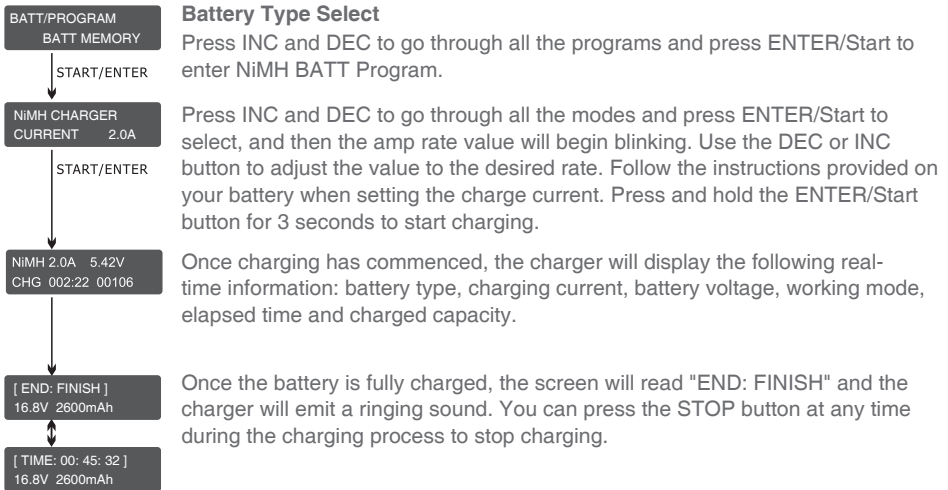 BATT/PROGRAM
BATT MEMORY
START/ENTER
Battery Type Select
Press INC and DEC to go through all the programs and press ENTER/Start to
enter NiMH BATT Program.
NiMH CHARGER
CURRENT 2.0A
START/ENTER
Press INC and DEC to go through all the modes and press ENTER/Start to
select, and then the amp rate value will begin blinking. Use the DEC or INC
button to adjust the value to the desired rate. Follow the instructions provided on
your battery when setting the charge current. Press and hold the ENTER/Start
button for 3 seconds to start charging.
NiMH 2.0A 5.42V
CHG 002:22 00106
Once charging has commenced, the charger will display the following real-
time information: battery type, charging current, battery voltage, working mode,
elapsed time and charged capacity.
[ END: FINISH ]
16.8V 2600mAh
Once the battery is fully charged, the screen will read "END: FINISH" and the
charger will emit a ringing sound. You can press the STOP button at any time
during the charging process to stop charging.
[ TIME: 00: 45: 32 ]
16.8V 2600mAh